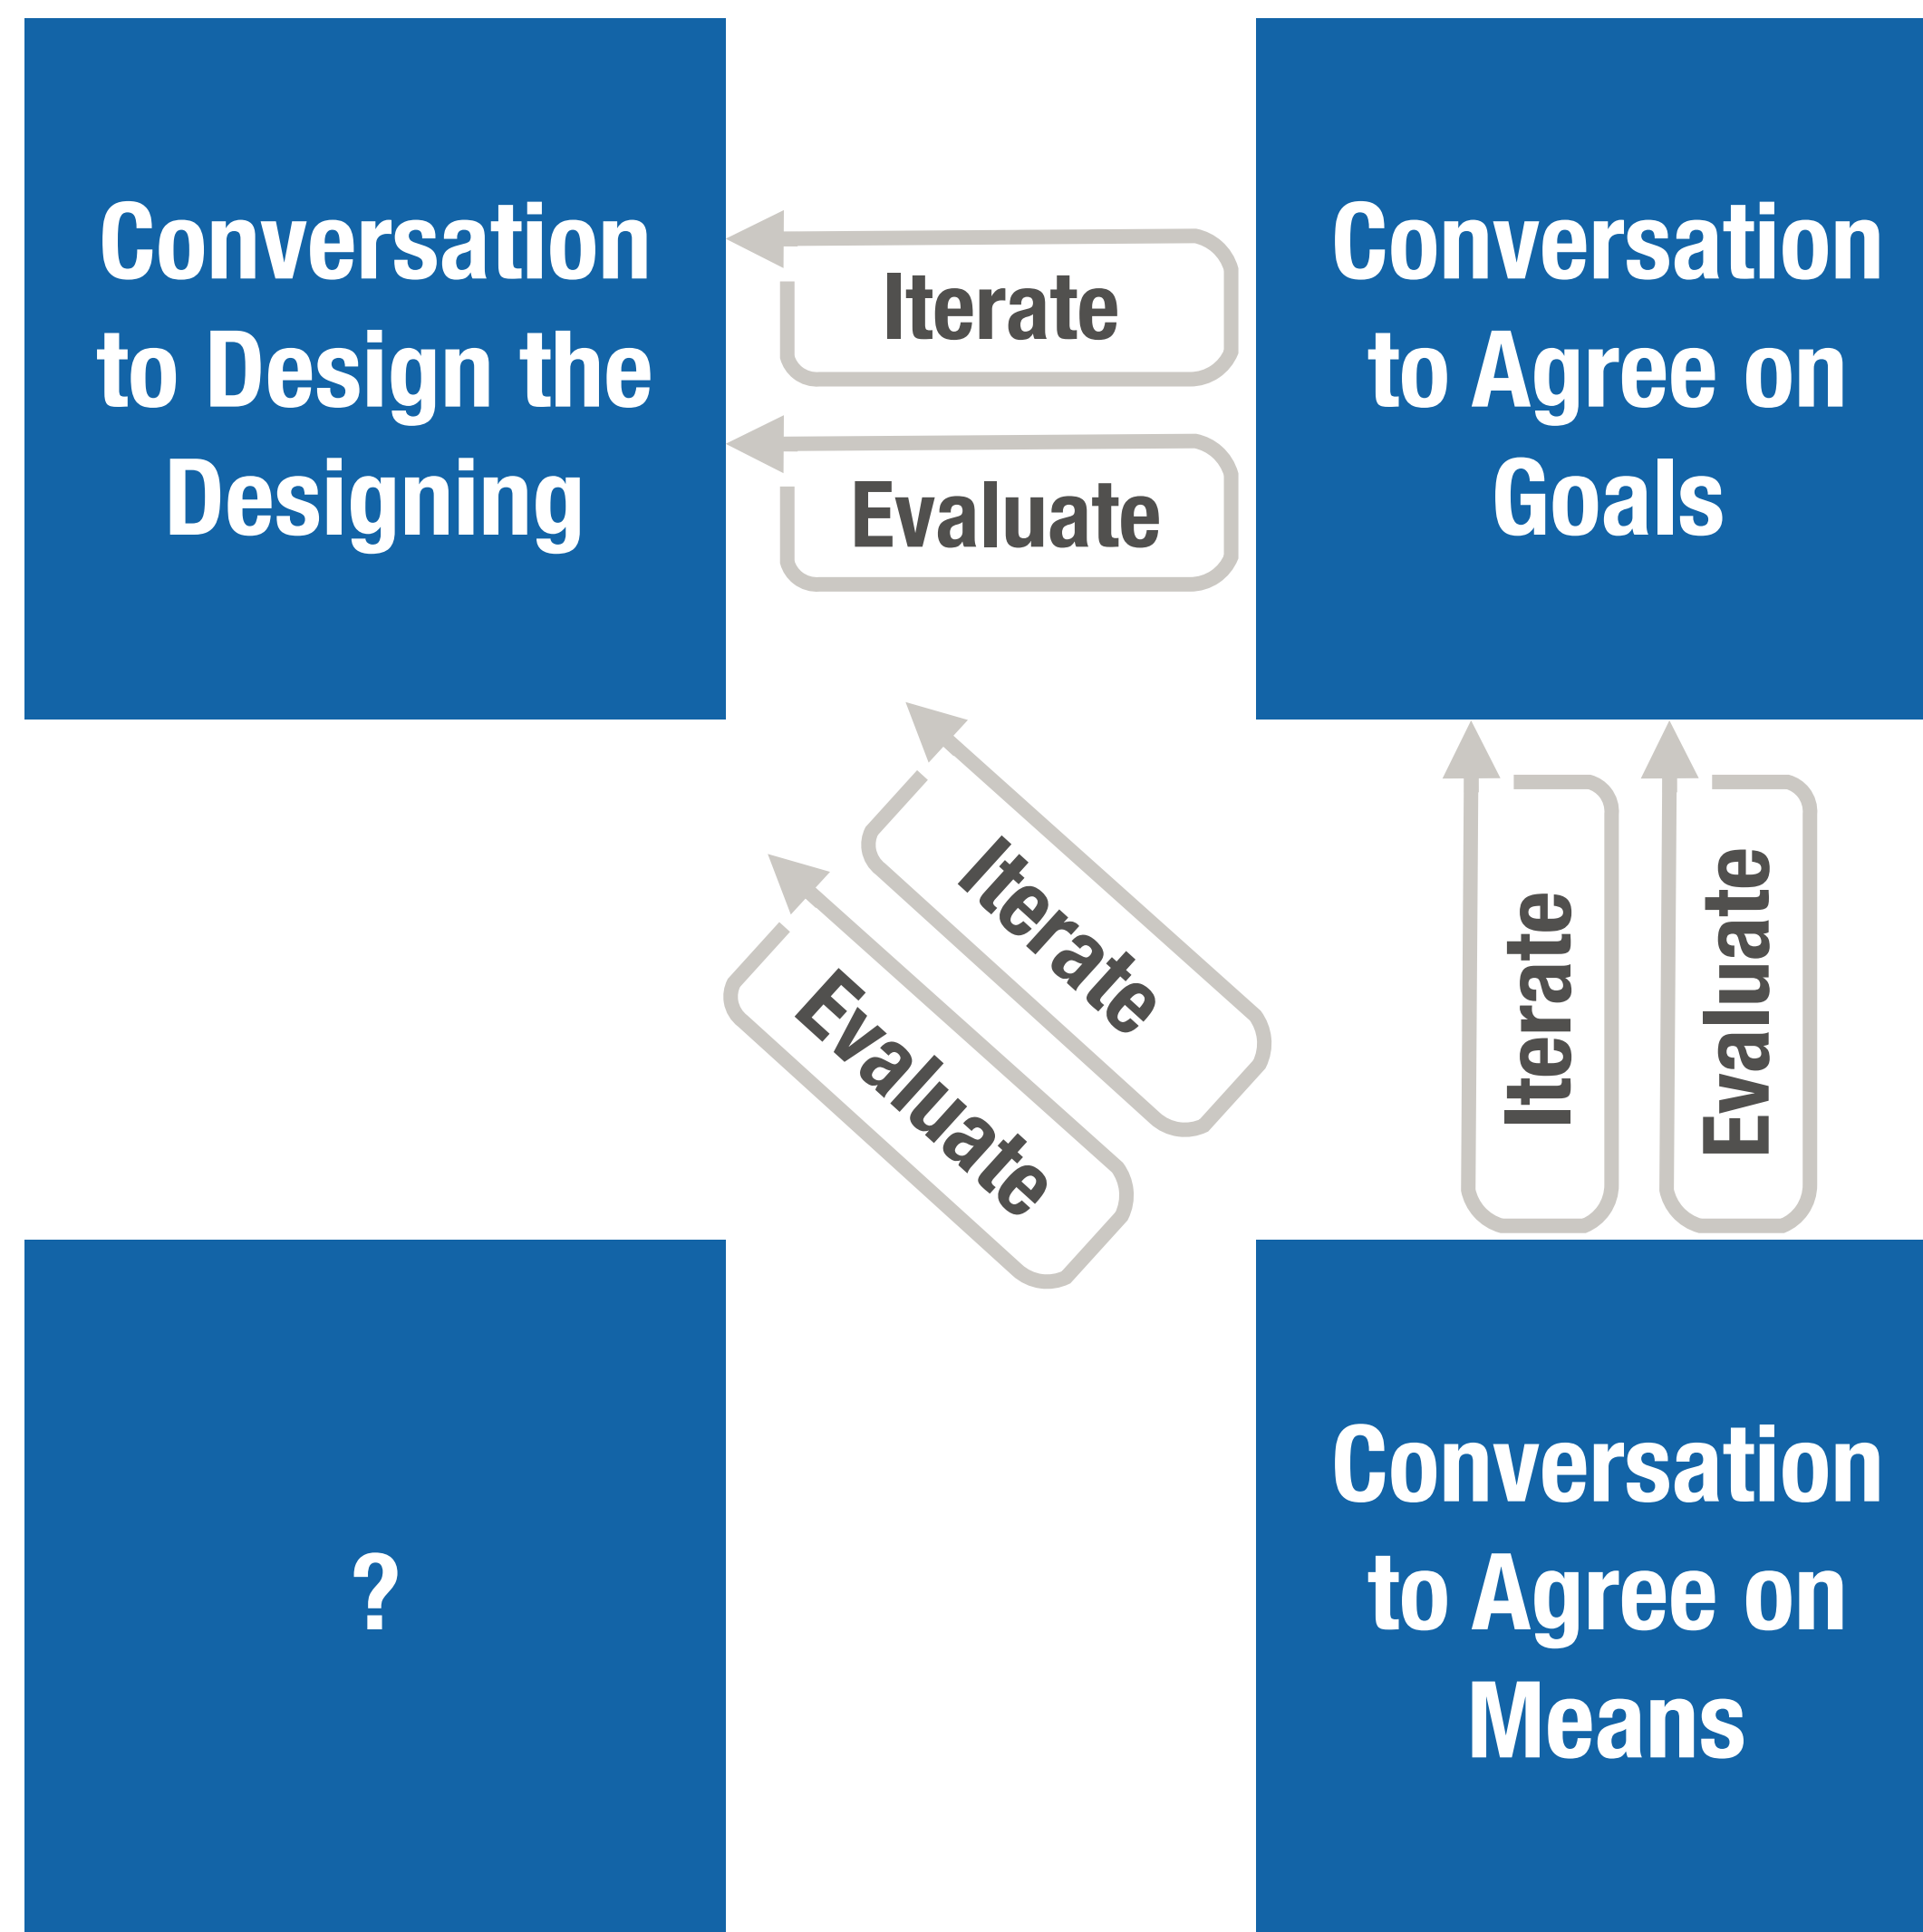 Conversation
to Design the
Designing
Iterate
Evaluate
Conversation
to Agree on
Goals
Iterate
Evaluate
Iterate
Evaluate
?
Conversation
to Agree on
Means